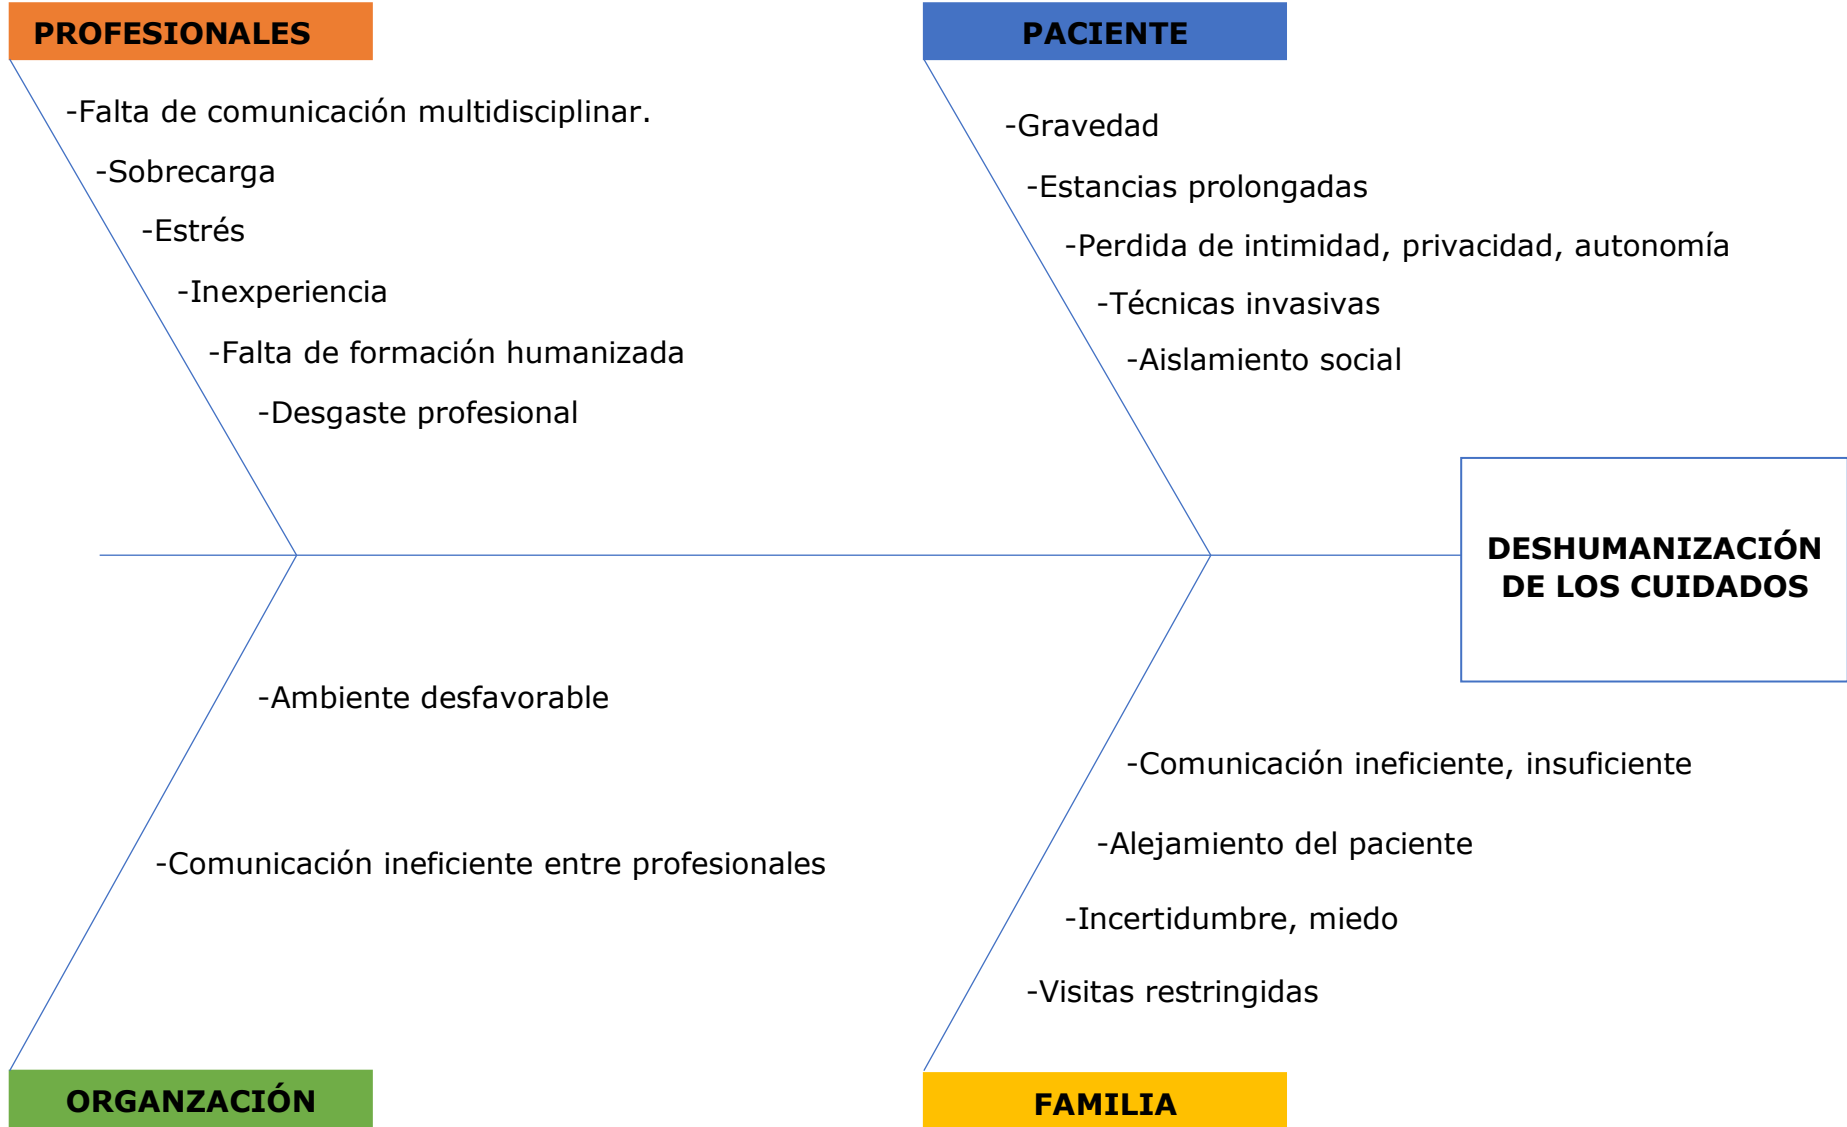 PROFESIONALES
-Falta de comunicación multidisciplinar.
-Sobrecarga
-Estrés
-Inexperiencia
-Falta de formación humanizada
-Desgaste profesional
PACIENTE
-Gravedad
-Estancias prolongadas
-Perdida de intimidad, privacidad, autonomía
-Técnicas invasivas
-Aislamiento social
DESHUMANIZACIÓN
DE LOS CUIDADOS
-Ambiente desfavorable
-Comunicación ineficiente entre profesionales
ORGANZACIÓN
-Comunicación ineficiente, insuficiente
-Alejamiento del paciente
-Incertidumbre, miedo
-Visitas restringidas
FAMILIA